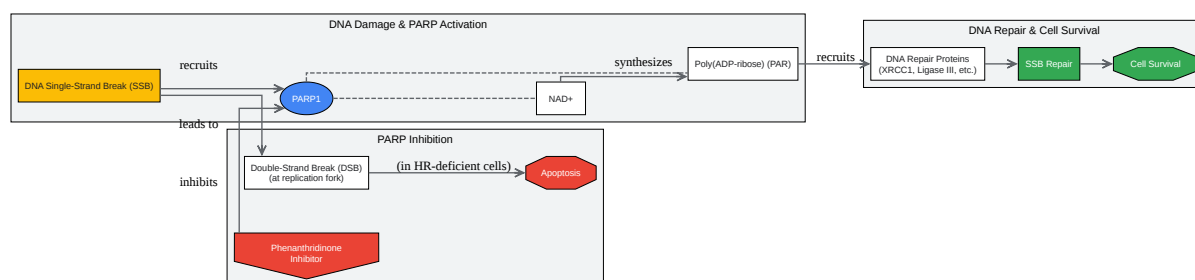 DNA Damage & PARP Activation
DNA Single-Strand Break (SSB)
recruits
PARP1
NAD+
synthesizes
Poly(ADP-ribose) (PAR)
recruits
DNA Repair & Cell Survival
DNA Repair Proteins
(XRCC1, Ligase III, etc.)
SSB Repair
Cell Survival
leads to
inhibits
PARP Inhibition
Double-Strand Break (DSB)
(at replication fork)
(in HR-deficient cells)
Apoptosis
Phenanthridinone
Inhibitor